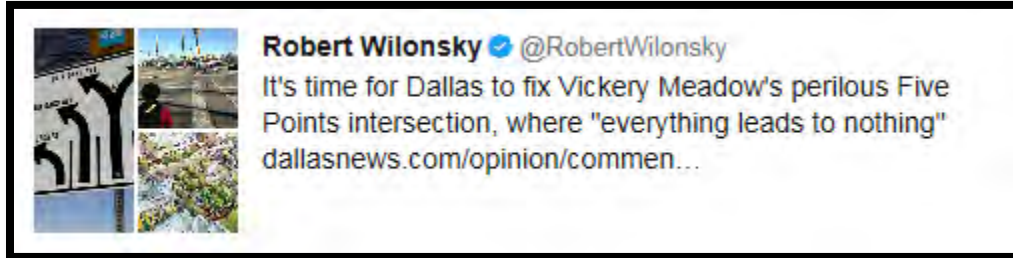 Robert Wilonsky @RobertWilonsky
It's time for Dallas to fix Vickery Meadow's perilous Five
Points intersection, where "everything leads to nothing"
dallasnews.com/opinion/commen…